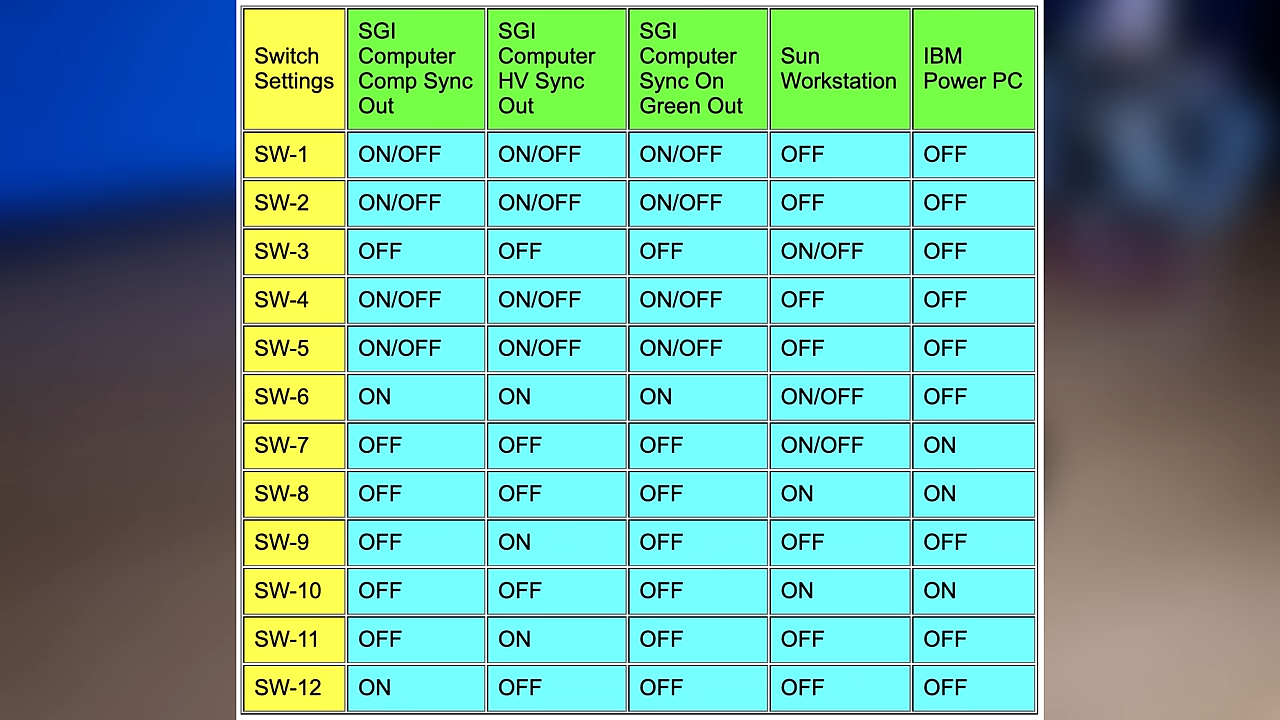 Switch Settings | SGI Computer Comp Sync Out | SGI Computer HV Sync Out | SGI Computer Sync On Green Out | Sun Workstation | IBM Power PC
SW-1 | ON/OFF | ON/OFF | ON/OFF | OFF | OFF
SW-2 | ON/OFF | ON/OFF | ON/OFF | OFF | OFF
SW-3 | OFF | OFF | OFF | ON/OFF | OFF
SW-4 | ON/OFF | ON/OFF | ON/OFF | OFF | OFF
SW-5 | ON/OFF | ON/OFF | ON/OFF | OFF | OFF
SW-6 | ON | ON | ON | ON/OFF | OFF
SW-7 | OFF | OFF | OFF | ON/OFF | ON
SW-8 | OFF | OFF | OFF | ON | ON
SW-9 | OFF | ON | OFF | OFF | OFF
SW-10 | OFF | OFF | OFF | ON | ON
SW-11 | OFF | ON | OFF | OFF | OFF
SW-12 | ON | OFF | OFF | OFF | OFF